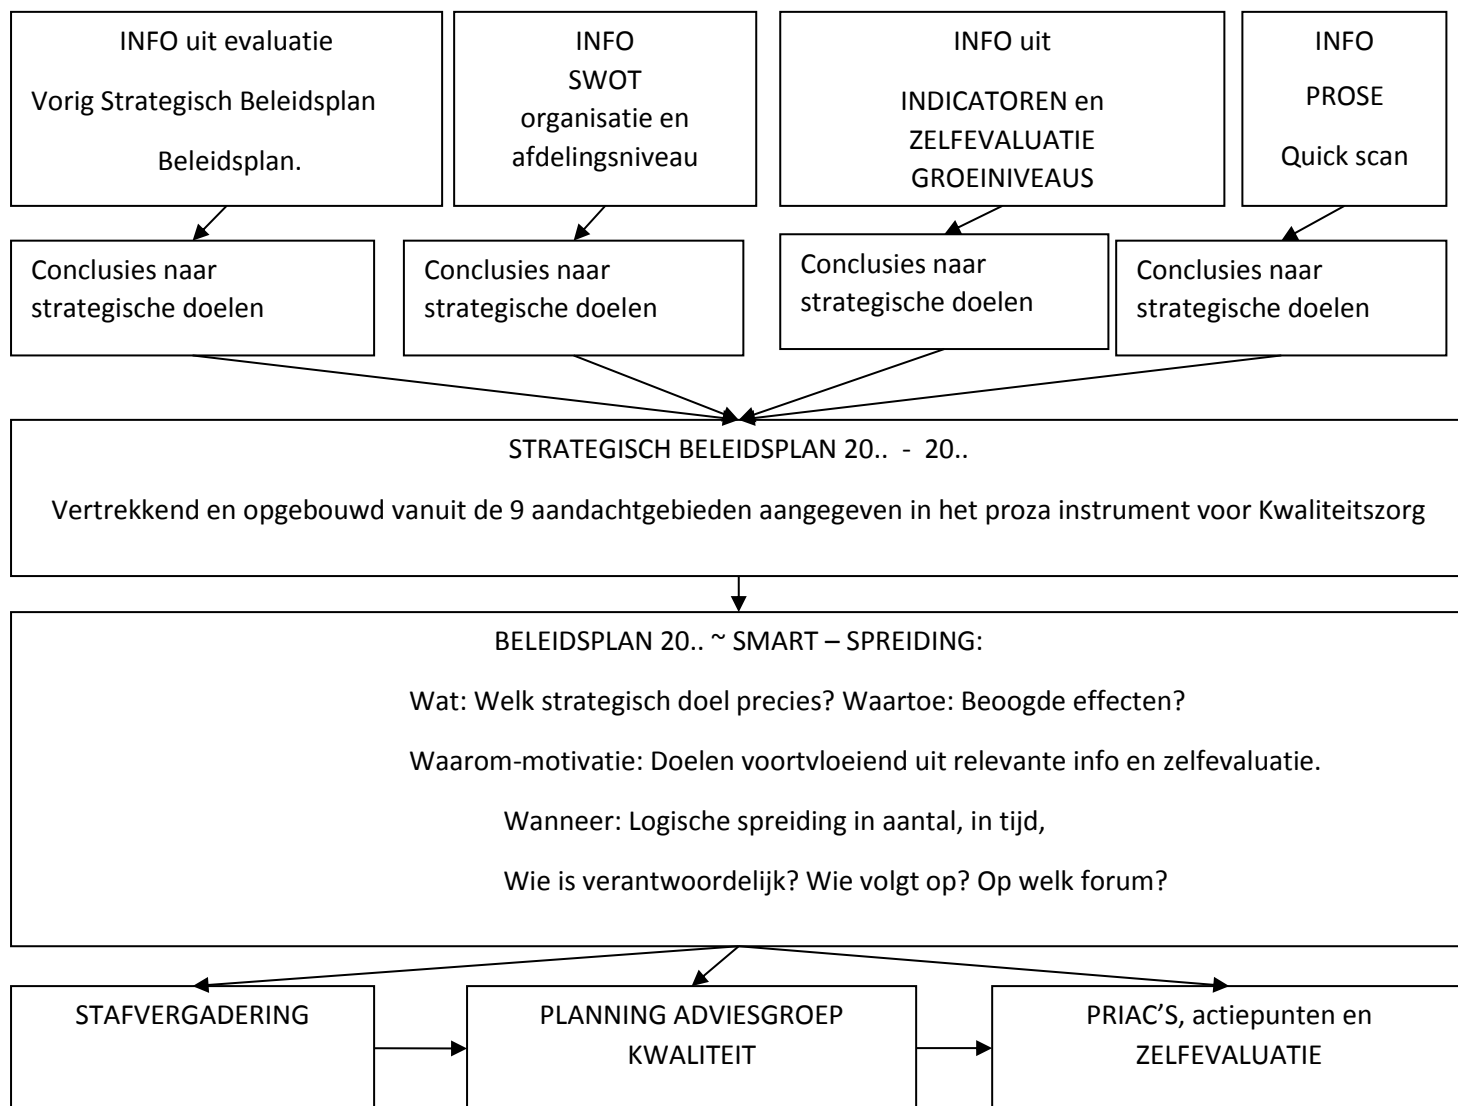 INFO uit evaluatie
Vorig Strategisch Beleidsplan
Beleidsplan.
INFO
SWOT
organisatie en
afdelingsniveau
INFO uit
INDICATOREN en
ZELFEVALUATIE
GROEINIVEAUS
INFO
PROSE
Quick scan
Conclusies naar
strategische doelen
Conclusies naar
strategische doelen
Conclusies naar
strategische doelen
Conclusies naar
strategische doelen
STRATEGISCH BELEIDSPLAN 20.. - 20..
Vertrekkend en opgebouwd vanuit de 9 aandachtgebieden aangegeven in het proza instrument voor Kwaliteitszorg
BELEIDSPLAN 20.. ~ SMART – SPREIDING:
Wat: Welk strategisch doel precies? Waartoe: Beoogde effecten?
Waarom-motivatie: Doelen voortvloeiend uit relevante info en zelfevaluatie.
Wanneer: Logische spreiding in aantal, in tijd,
Wie is verantwoordelijk? Wie volgt op? Op welk forum?
STAFVERGADERING
PLANNING ADVIESGROEP
KWALITEIT
PRIAC’S, actiepunten en
ZELFEVALUATIE